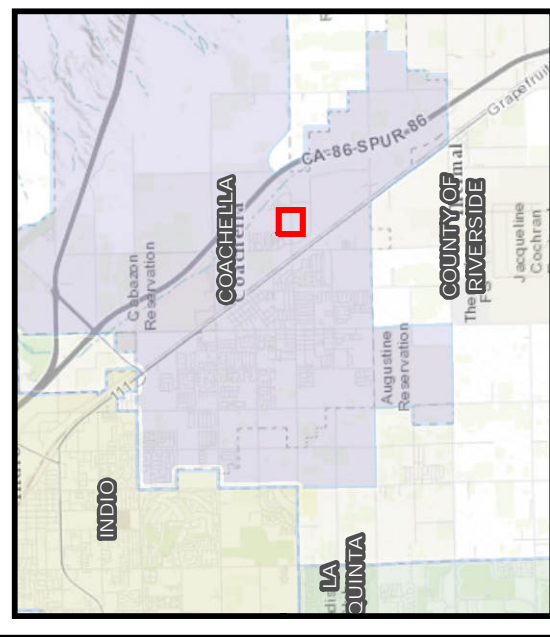 CA-86-SPUR-86
Grapefruit
COACHELLA
Coachella
COUNTY OF
RIVERSIDE
Jacqueline
Cochran
Cabazon
Reservation
Augustine
Reservation
111
INDIO
LA
QUINTA